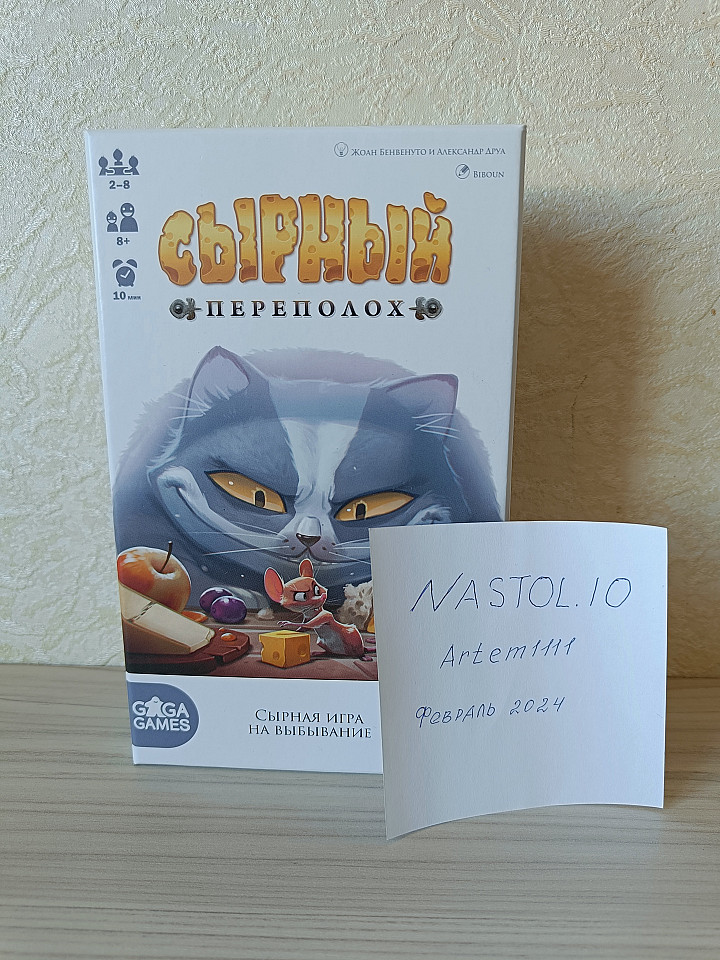 Жоан Бенвенуто и Александр Друа
Biboun
2–8
8+
10 мин
СЫРНЫЙ
ПЕРЕПОЛОХ
GAGA
GAMES
Сырная игра
на выбывание
NASTOL.IO
Artem1111
Февраль 2024